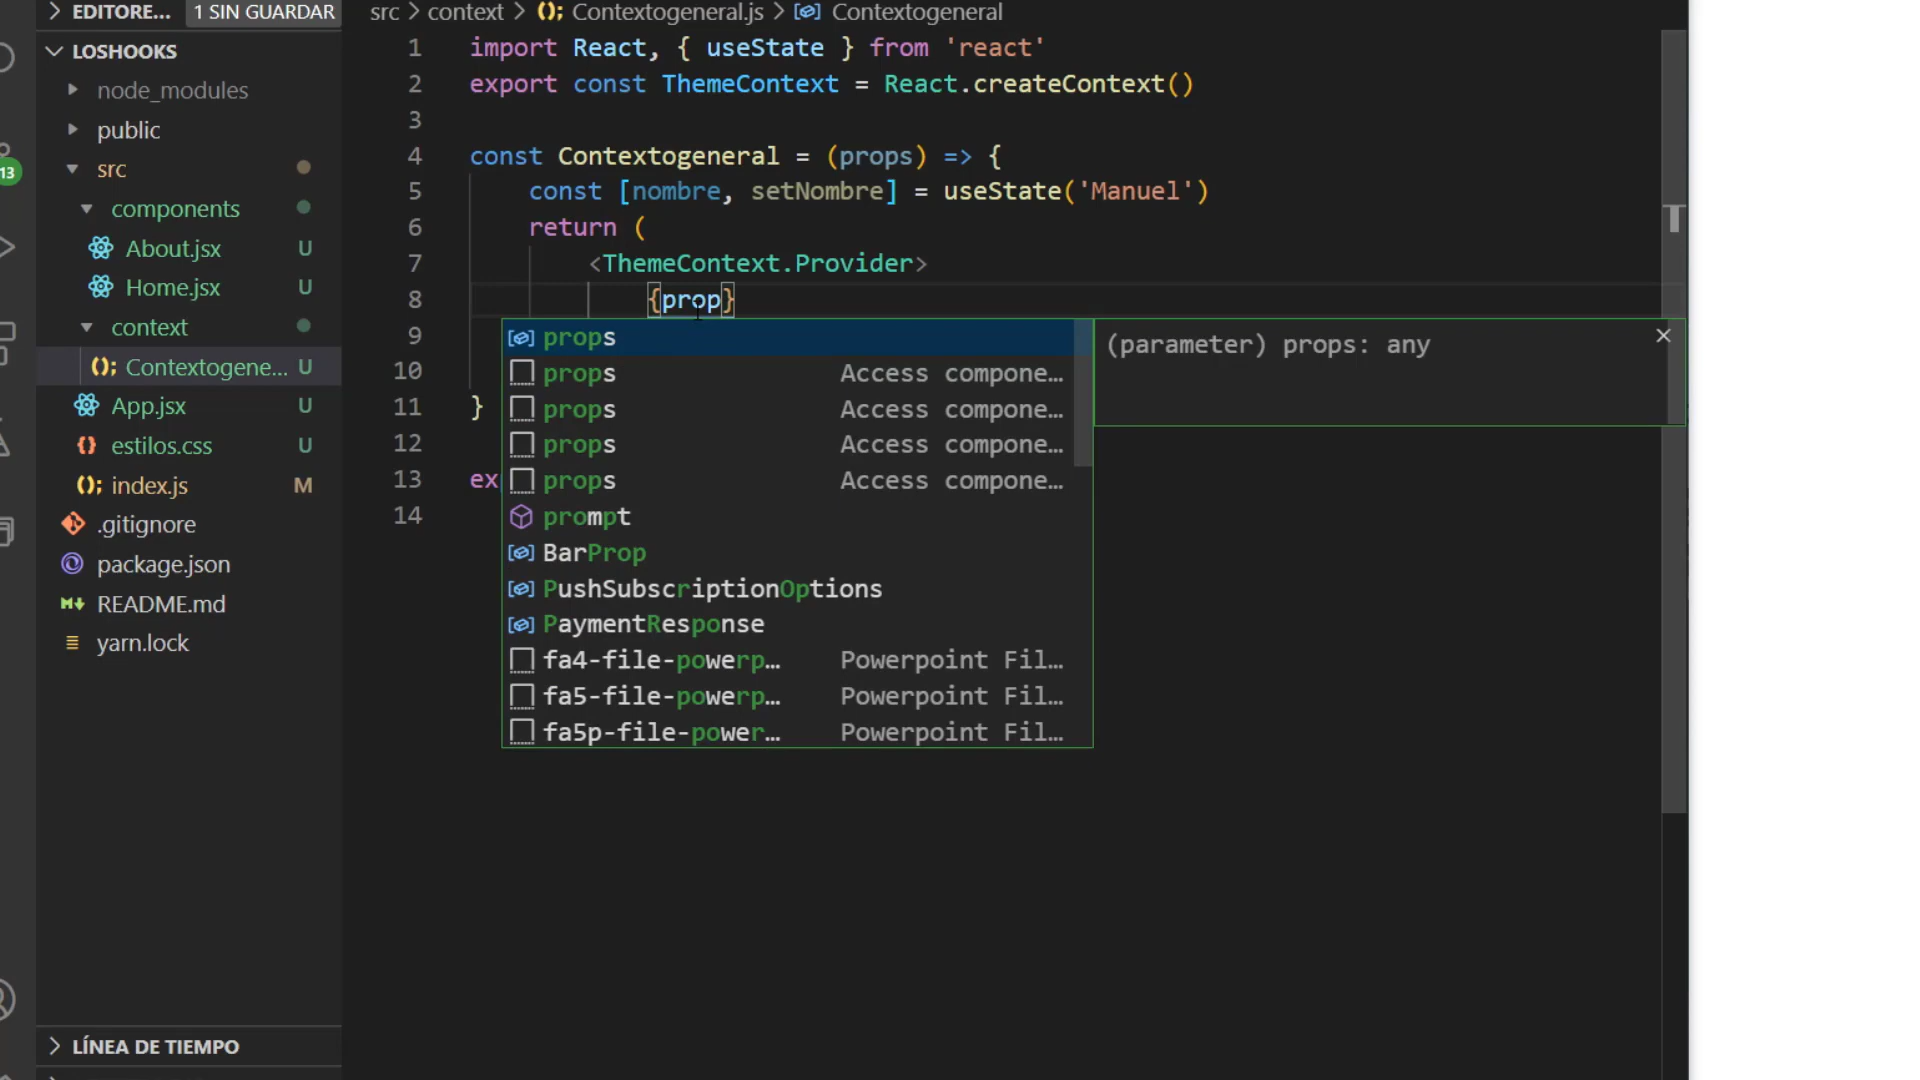 EDITORE... 1 SIN GUARDAR
LOSHOOKS
node_modules
public
src
components
About.jsx U
Home.jsx U
context
Contextogene... U
App.jsx U
estilos.css U
index.js M
.gitignore
package.json
README.md
yarn.lock
LÍNEA DE TIEMPO
13
src > context > Contextogeneral.js > Contextogeneral
1 import React, { useState } from 'react'
2 export const ThemeContext = React.createContext()
3
4 const Contextogeneral = (props) => {
5 const [nombre, setNombre] = useState('Manuel')
6 return (
7 <ThemeContext.Provider>
8 {prop}
9
10
11 }
12
13 ex
14
props
props Access compone...
props Access compone...
props Access compone...
props Access compone...
prompt
BarProp
PushSubscriptionOptions
PaymentResponse
fa4-file-powerp... Powerpoint Fil...
fa5-file-powerp... Powerpoint Fil...
fa5p-file-power... Powerpoint Fil...
(parameter) props: any